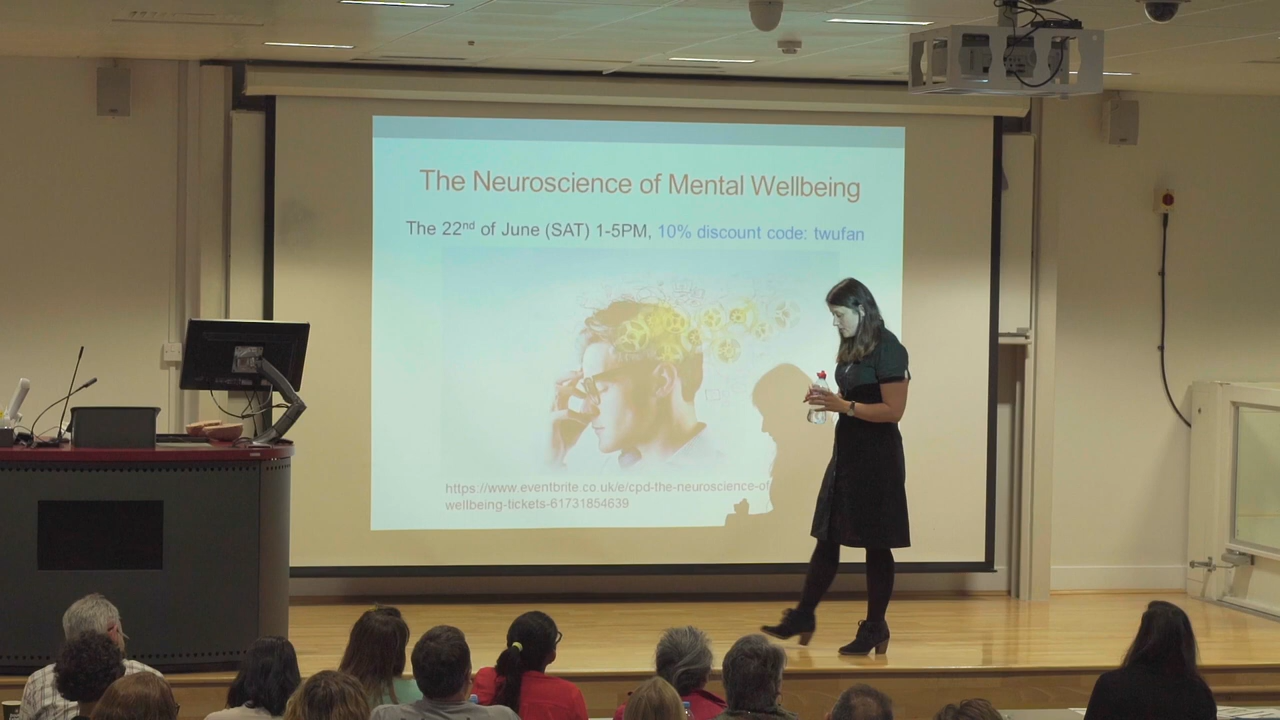 The Neuroscience of Mental Wellbeing
The 22nd of June (SAT) 1-5PM, 10% discount code: twufan
https://www.eventbrite.co.uk/e/cpd-the-neuroscience-of
wellbeing-tickets-61731854639